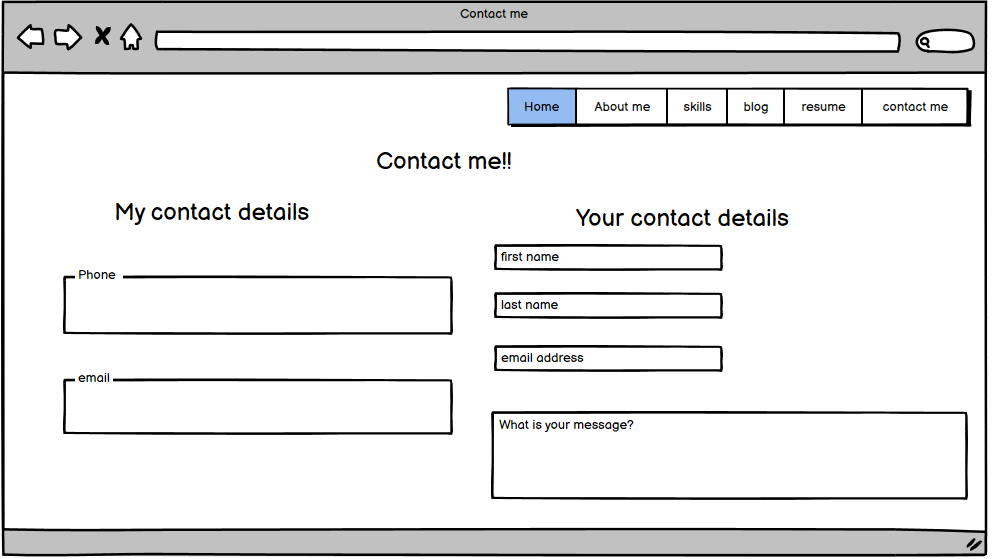 Contact me
Home About me skills blog resume contact me
Contact me!!
My contact details
Phone
email
Your contact details
first name
last name
email address
What is your message?